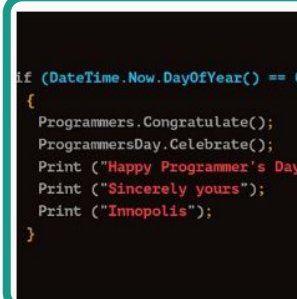 if (DateTime.Now.DayOfYear() ==
{
Programmers.Congratulate();
ProgrammersDay.Celebrate();
Print ("Happy Programmer's Day
Print ("Sincerely yours");
Print ("Innopolis");
}